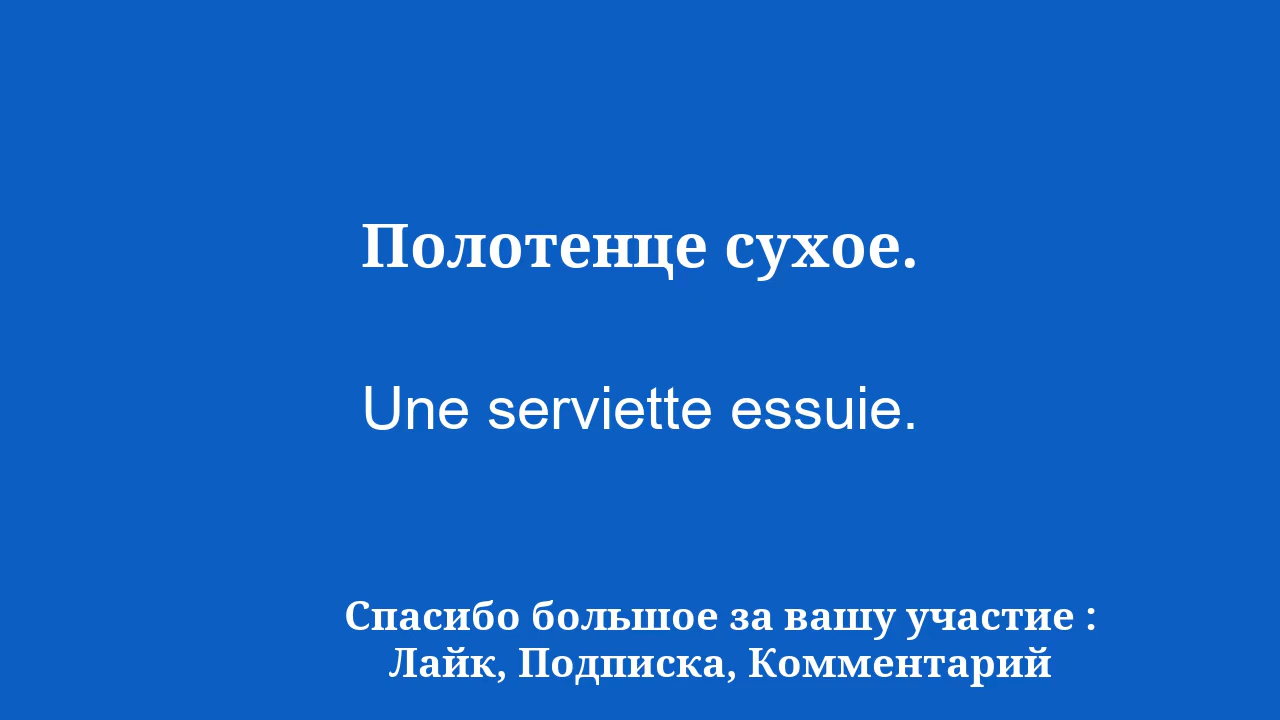 Полотенце сухое.
Une serviette essuie.
Спасибо большое за вашу участие :
Лайк, Подписка, Комментарий